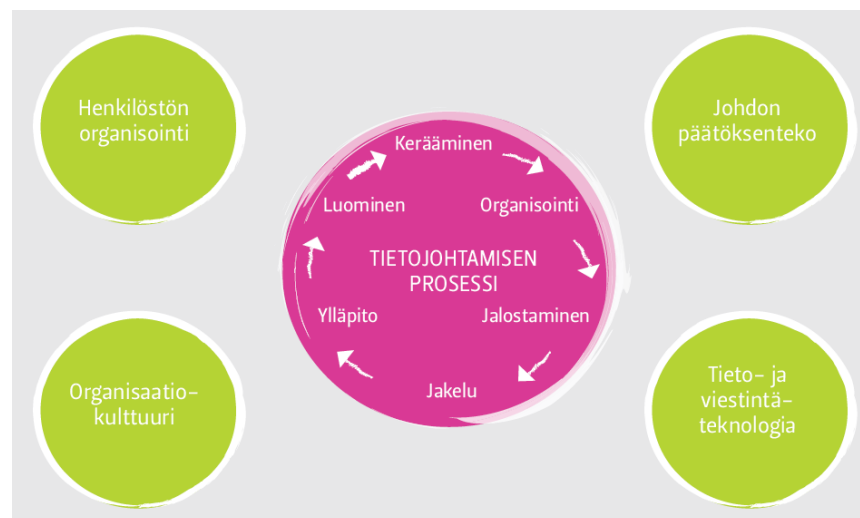 Henkilöstön
organisointi
Johdon
päätöksenteko
Kerääminen
Luominen
Organisointi
TIETOJOHTAMISEN
PROSESSI
Ylläpito
Jalostaminen
Jakelu
Organisaatio-
kulttuuri
Tieto- ja
viestintä-
teknologia